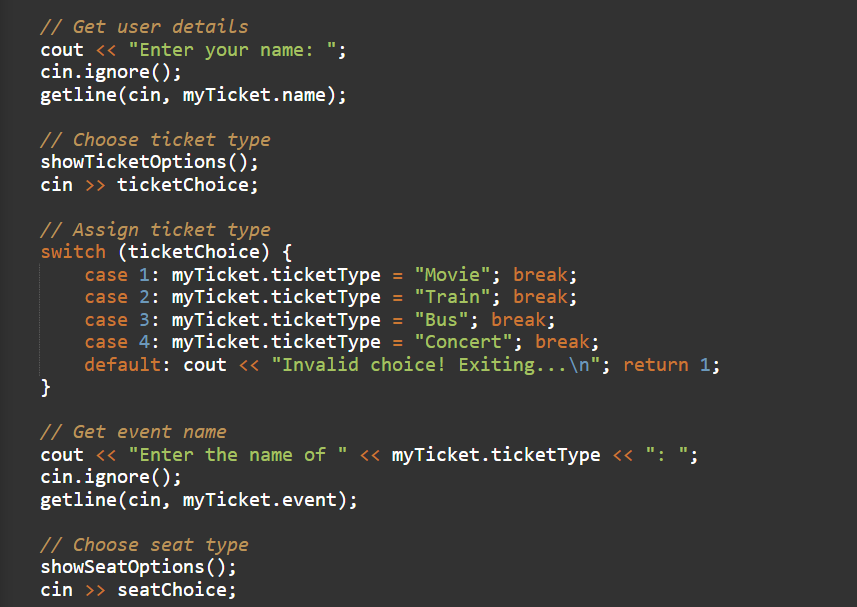 // Get user details
cout << "Enter your name: ";
cin.ignore();
getline(cin, myTicket.name);
// Choose ticket type
showTicketOptions();
cin >> ticketChoice;
// Assign ticket type
switch (ticketChoice) {
case 1: myTicket.ticketType = "Movie"; break;
case 2: myTicket.ticketType = "Train"; break;
case 3: myTicket.ticketType = "Bus"; break;
case 4: myTicket.ticketType = "Concert"; break;
default: cout << "Invalid choice! Exiting...\n"; return 1;
}
// Get event name
cout << "Enter the name of " << myTicket.ticketType << ": ";
cin.ignore();
getline(cin, myTicket.event);
// Choose seat type
showSeatOptions();
cin >> seatChoice;